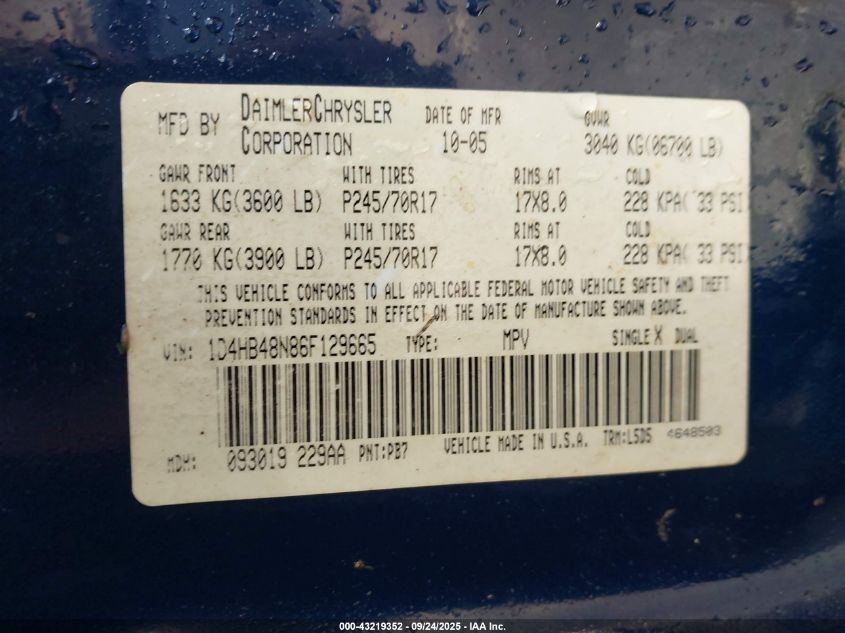 MFD BY DAIMLERCHRYSLER CORPORATION DATE OF MFR 10-05 GVWR 3040 KG(06700 LB)
GAWR FRONT WITH TIRES RIMS AT COLD
1633 KG(3600 LB) P245/70R17 17X8.0 228 KPA( 33 PSI
GAWR REAR WITH TIRES RIMS AT COLD
1770 KG(3900 LB) P245/70R17 17X8.0 228 KPA( 33 PSI
THIS VEHICLE CONFORMS TO ALL APPLICABLE FEDERAL MOTOR VEHICLE SAFETY AND THEFT
PREVENTION STANDARDS IN EFFECT ON THE DATE OF MANUFACTURE SHOWN ABOVE.
VIN: 1D4HB48N86F129665 TYPE: MPV SINGLE X DUAL
MDH: 093019 229AA PNT:PB7 VEHICLE MADE IN U.S.A. TRM:L5D5 4648503
000-43219352 - 09/24/2025 - IAA Inc.